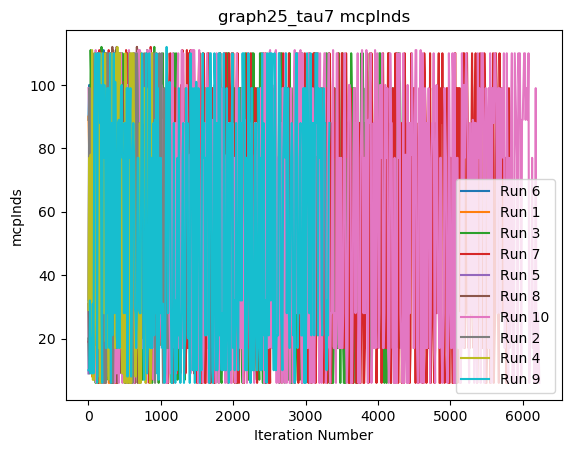 graph25_tau7 mcpInds
mcpInds
100
80
60
40
20
0
1000
2000
3000
4000
5000
6000
Iteration Number
Run 6
Run 1
Run 3
Run 7
Run 5
Run 8
Run 10
Run 2
Run 4
Run 9